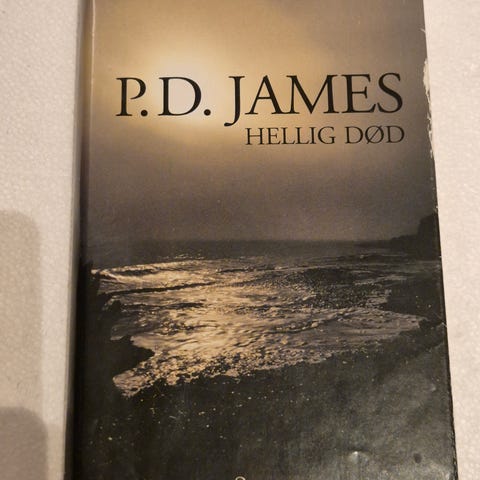 P. D. JAMES
HELLIG DØD